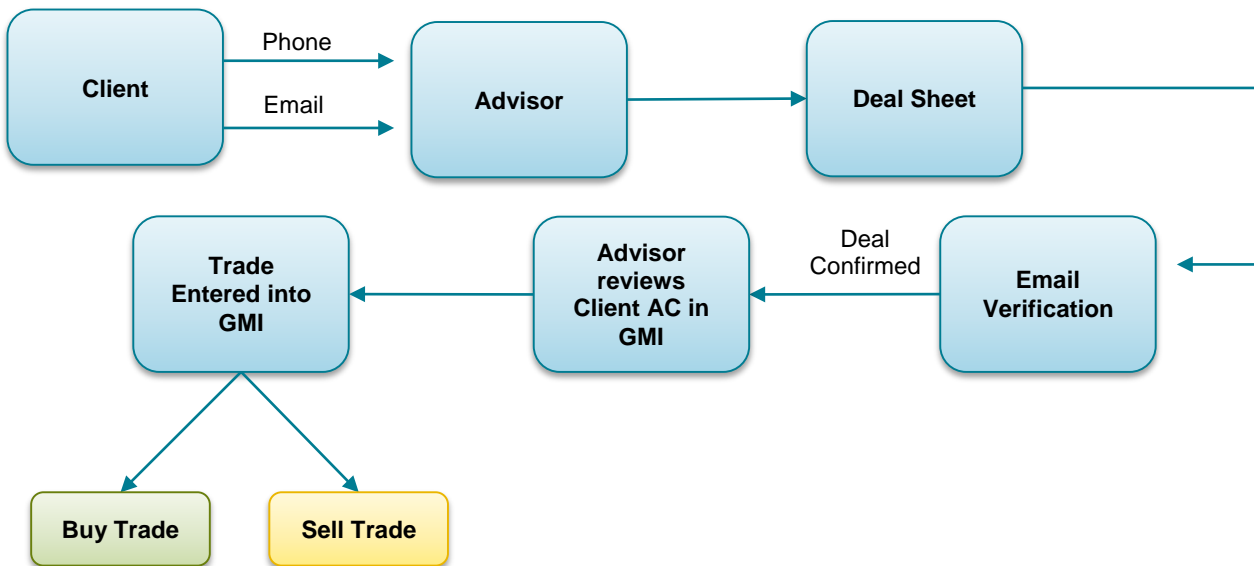 Phone
Client
Email
Advisor
Deal Sheet
Trade
Entered into
GMI
Advisor
reviews
Client AC in
GMI
Deal
Confirmed
Email
Verification
Buy Trade
Sell Trade